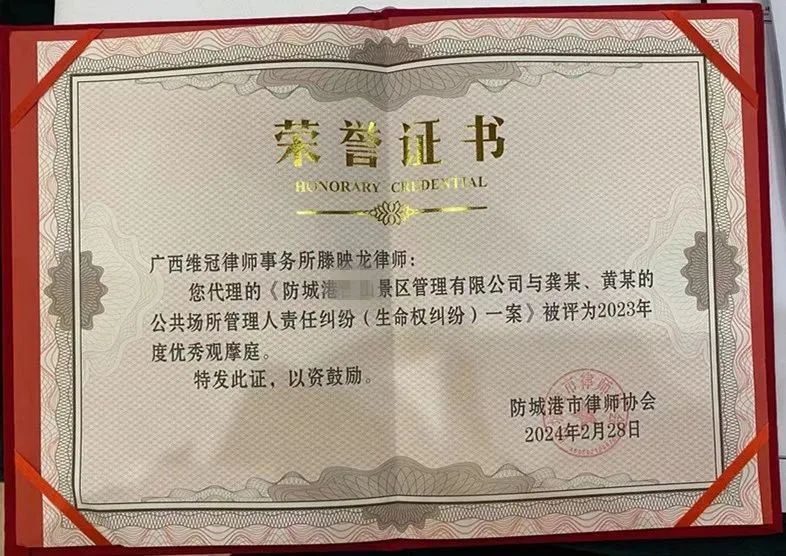 荣誉证书
HONORARY CREDENTIAL
广西维冠律师事务所滕映龙律师：
您代理的《防城港景区管理有限公司与龚某、黄某的
公共场所管理人责任纠纷（生命权纠纷）一案》被评为2023年
度优秀观摩庭。
特发此证，以资鼓励。
防城港市律师协会
2024年2月28日